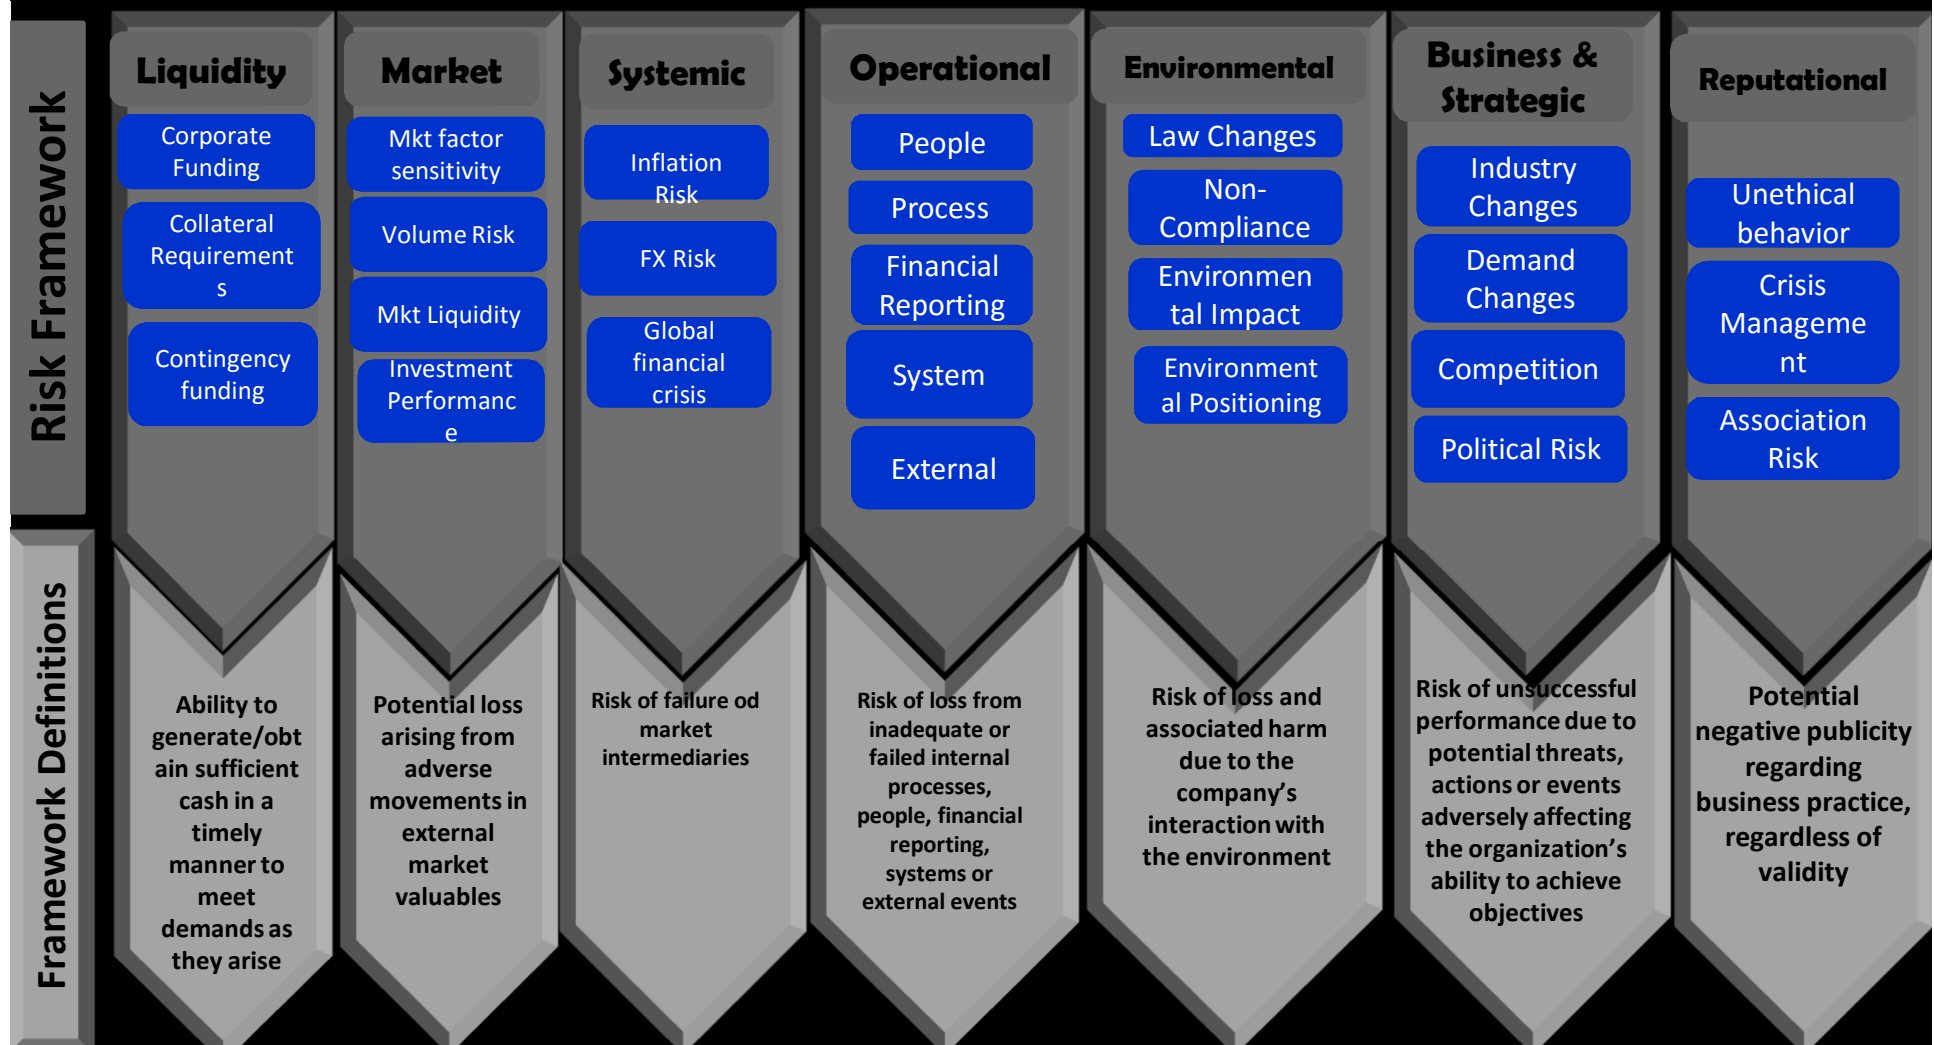 Risk Framework
Liquidity
Corporate
Funding
Collateral
Requirement
s
Contingency
funding
Market
Mkt factor
sensitivity
Volume Risk
Mkt Liquidity
Investment
Performanc
e
Systemic
Inflation
Risk
FX Risk
Global
financial
crisis
Operational
People
Process
Financial
Reporting
System
External
Environmental
Law Changes
Non-
Compliance
Environmen
tal Impact
Environment
al Positioning
Business &
Strategic
Industry
Changes
Demand
Changes
Competition
Political Risk
Reputational
Unethical
behavior
Crisis
Manageme
nt
Association
Risk
Framework Definitions
Ability to
generate/obt
ain sufficient
cash in a
timely
manner to
meet
demands as
they arise
Potential loss
arising from
adverse
movements in
external
market
valuables
Risk of failure od
market
intermediaries
Risk of loss from
inadequate or
failed internal
processes,
people, financial
reporting,
systems or
external events
Risk of loss and
associated harm
due to the
company’s
interaction with
the environment
Risk of unsuccessful
performance due to
potential threats,
actions or events
adversely affecting
the organization’s
ability to achieve
objectives
Potential
negative publicity
regarding
business practice,
regardless of
validity